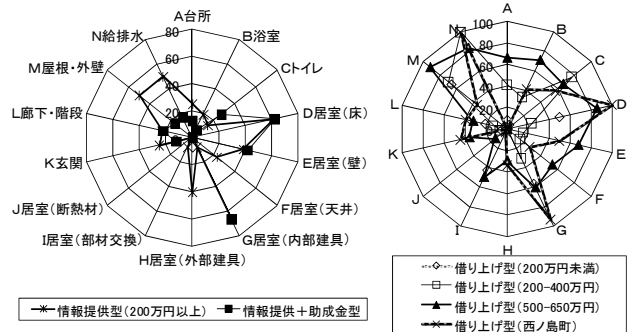 A台所
B浴室
Cトイレ
D居室(床)
E居室(壁)
F居室(天井)
G居室(内部建具)
H居室(外部建具)
I居室(部材交換)
J居室(断熱材)
K玄関
L廊下・階段
M屋根・外壁
N給排水
80
60
40
20
0
情報提供型(200万円以上)
情報提供+助成金型
A
B
C
D
E
F
G
H
I
J
K
L
M
N
100
80
60
40
20
0
借り上げ型(200万円未満)
借り上げ型(200-400万円)
借り上げ型(500-650万円)
借り上げ型(西ノ島町)